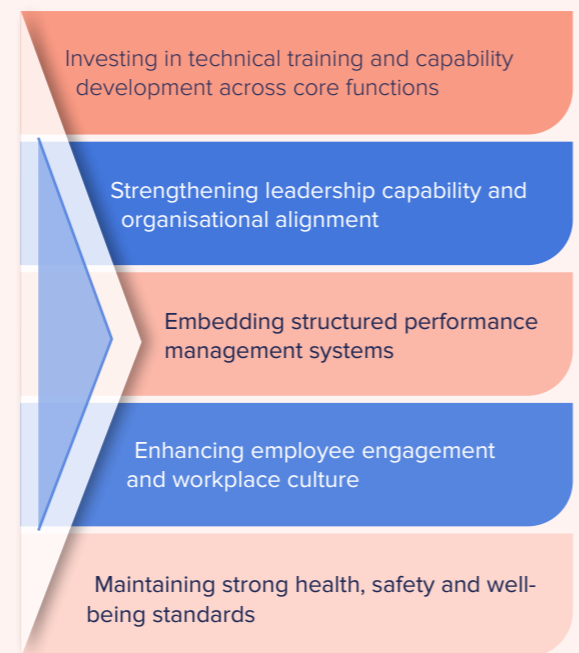 Investing in technical training and capability
development across core functions
Strengthening leadership capability and
organisational alignment
Embedding structured performance
management systems
Enhancing employee engagement
and workplace culture
Maintaining strong health, safety and well-
being standards